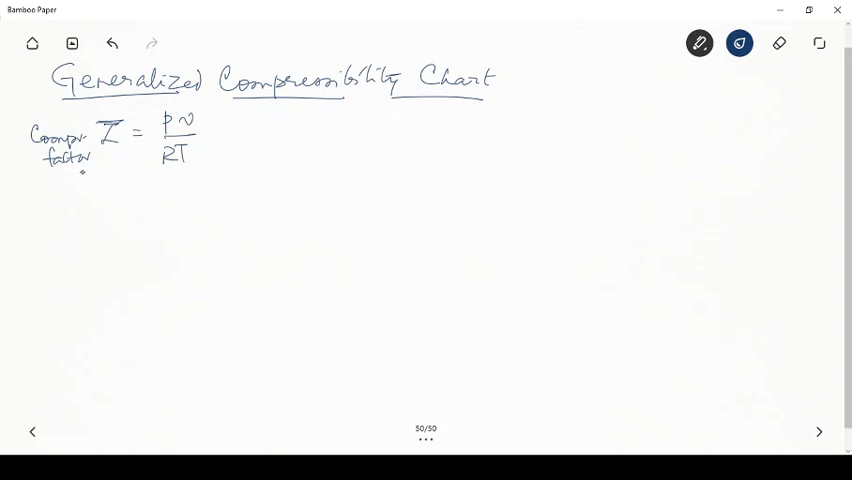 Bamboo Paper
Generalized Compressibility Chart
Compr. factor Z = pv / RT
50/50